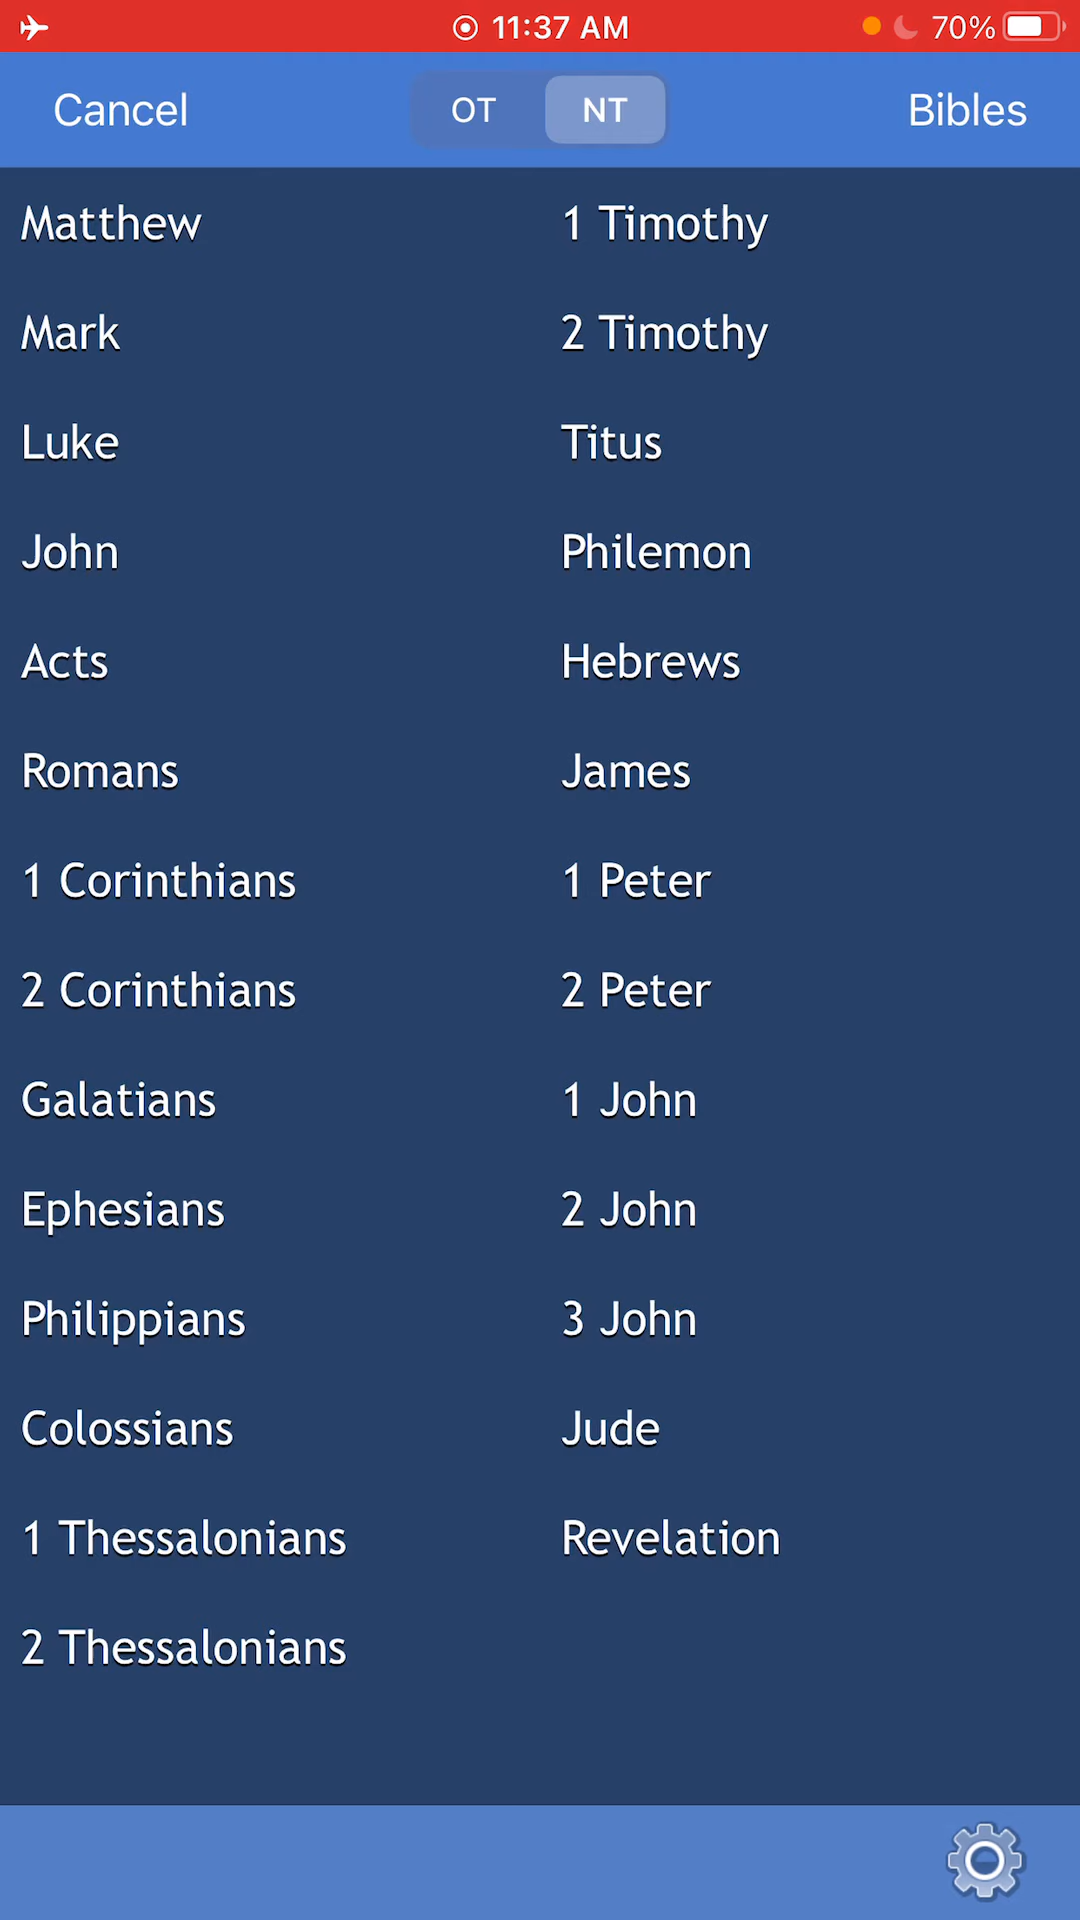 11:37 AM 70%
Cancel OT NT Bibles
Matthew 1 Timothy
Mark 2 Timothy
Luke Titus
John Philemon
Acts Hebrews
Romans James
1 Corinthians 1 Peter
2 Corinthians 2 Peter
Galatians 1 John
Ephesians 2 John
Philippians 3 John
Colossians Jude
1 Thessalonians Revelation
2 Thessalonians